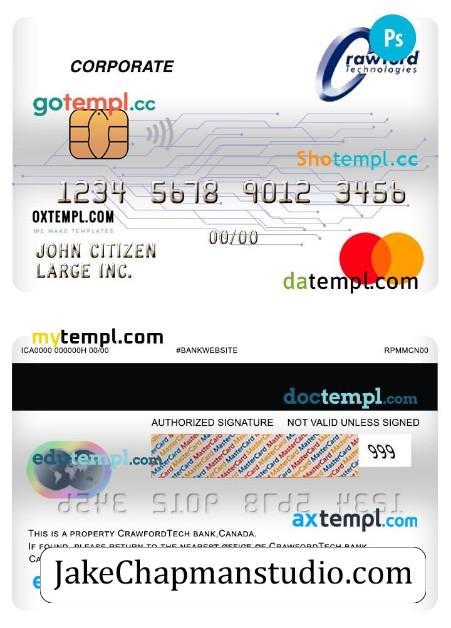 CORPORATE
Ps
Crawford
Technologies
gotempl.cc
Shotempl.cc
1234 5678 9012 3456
OXTEMPL.COM
WE MAKE TEMPLATES
00/00
JOHN CITIZEN
LARGE INC.
datempl.com
mytempl.com
ICA0000 000000H 00/00 #BANKWEBSITE RPMMCN00
doctempl.com
AUTHORIZED SIGNATURE NOT VALID UNLESS SIGNED
MasterCard MasterCard MasterCard
999
edutempl.com
axtempl.com
THIS IS A PROPERTY CRAWFORDTECH BANK,CANADA.
IF FOUND, PLEASE RETURN TO THE NEAREST OFFICE OF CRAWFORDTECH BANK
JakeChapmanstudio.com